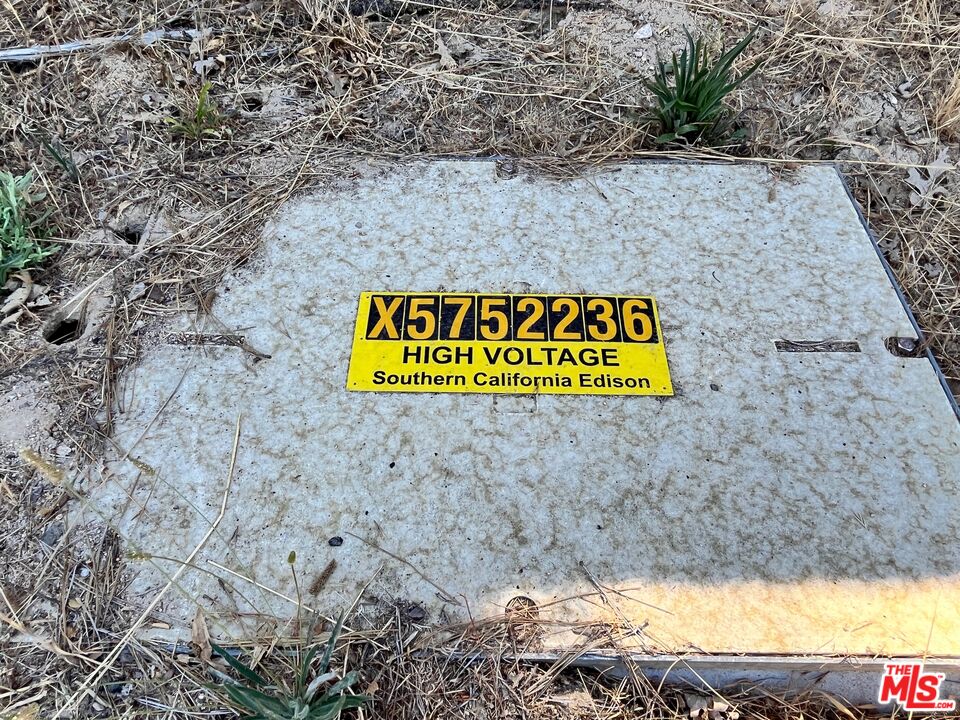 X5752236
HIGH VOLTAGE
Southern California Edison
THE
MLS
.COM